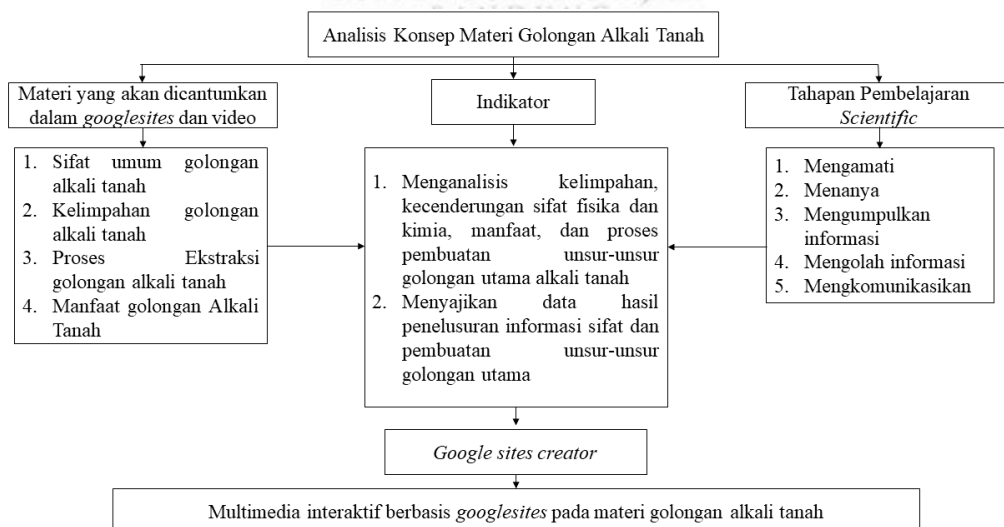 Analisis Konsep Materi Golongan Alkali Tanah
Materi yang akan dicantumkan
dalam googlesites dan video
Indikator
Tahapan Pembelajaran
Scientific
1. Sifat umum golongan
alkali tanah
2. Kelimpahan golongan
alkali tanah
3. Proses Ekstraksi
golongan alkali tanah
4. Manfaat golongan Alkali
Tanah
1. Menganalisis kelimpahan,
kecenderungan sifat fisika dan
kimia, manfaat, dan proses
pembuatan unsur-unsur
golongan utama alkali tanah
2. Menyajikan data hasil
penelusuran informasi sifat dan
pembuatan unsur-unsur
golongan utama
1. Mengamati
2. Menanya
3. Mengumpulkan
informasi
4. Mengolah informasi
5. Mengkomunikasikan
Google sites creator
Multimedia interaktif berbasis googlesites pada materi golongan alkali tanah